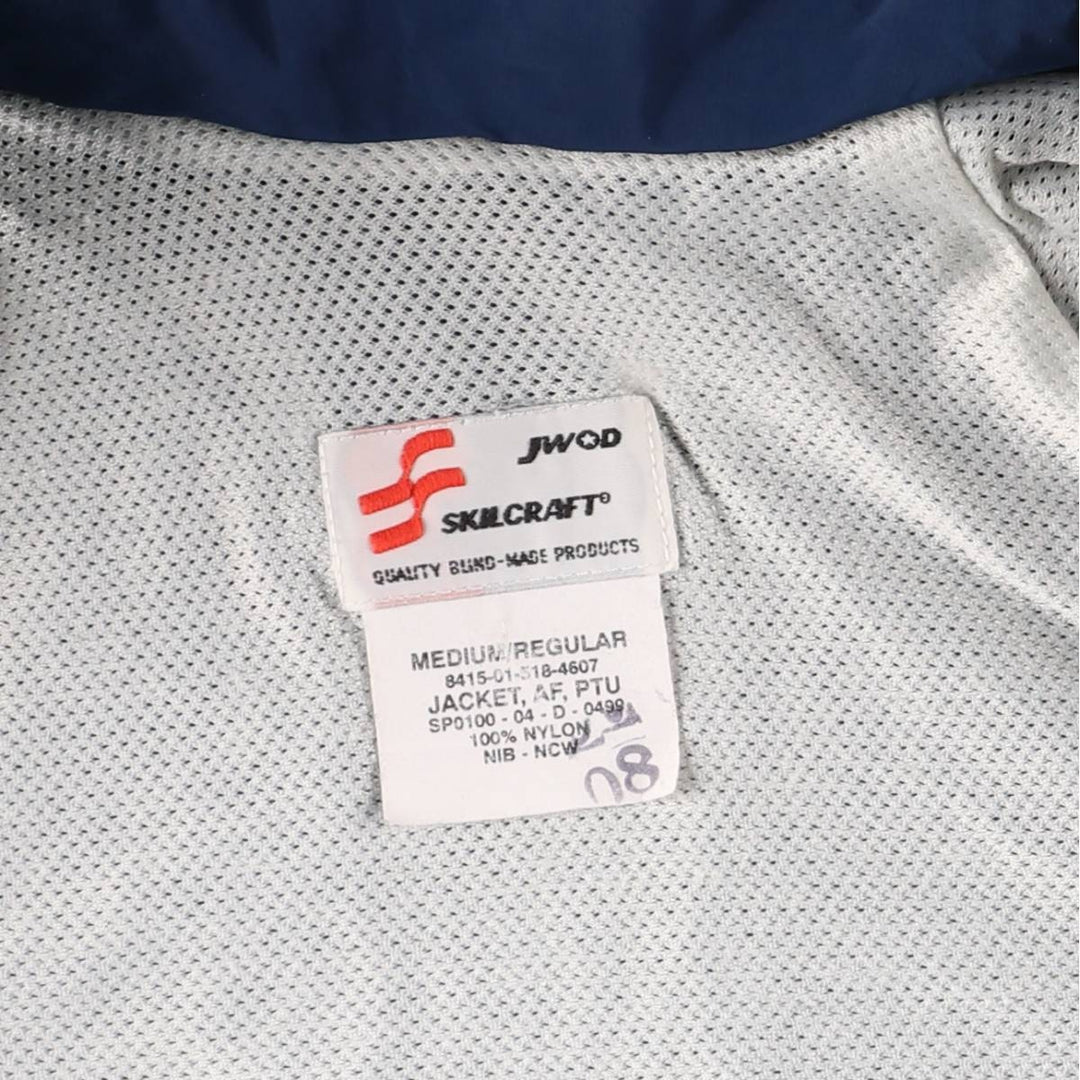 JWOD
SKILCRAFT®
QUALITY BLIND-MADE PRODUCTS
MEDIUM/REGULAR
8415-01-518-4607
JACKET, AF, PTU
SP0100 - 04 - D - 0499
100% NYLON
NIB - NCW
08